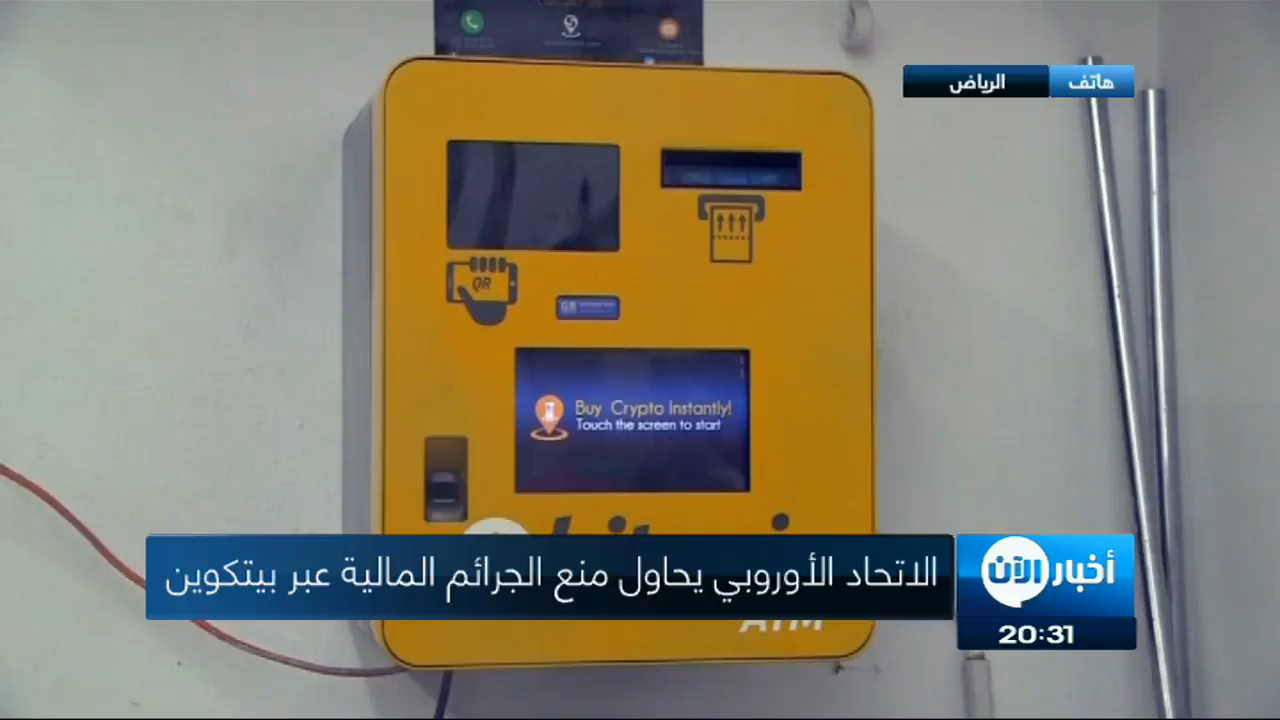 هاتف الرياض
QR
Buy Crypto Instantly!
Touch the screen to start
الاتحاد الأوروبي يحاول منع الجرائم المالية عبر بيتكوين
أخبار الآن
20:31
ATM